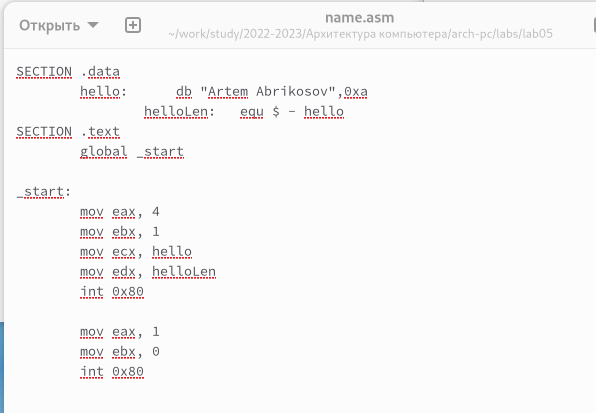 Открыть
name.asm
~/work/study/2022-2023/Архитектура компьютера/arch-pc/labs/lab05
SECTION .data
hello: db "Artem Abrikosov",0xa
helloLen: equ $ - hello
SECTION .text
global _start
_start:
mov eax, 4
mov ebx, 1
mov ecx, hello
mov edx, helloLen
int 0x80
mov eax, 1
mov ebx, 0
int 0x80